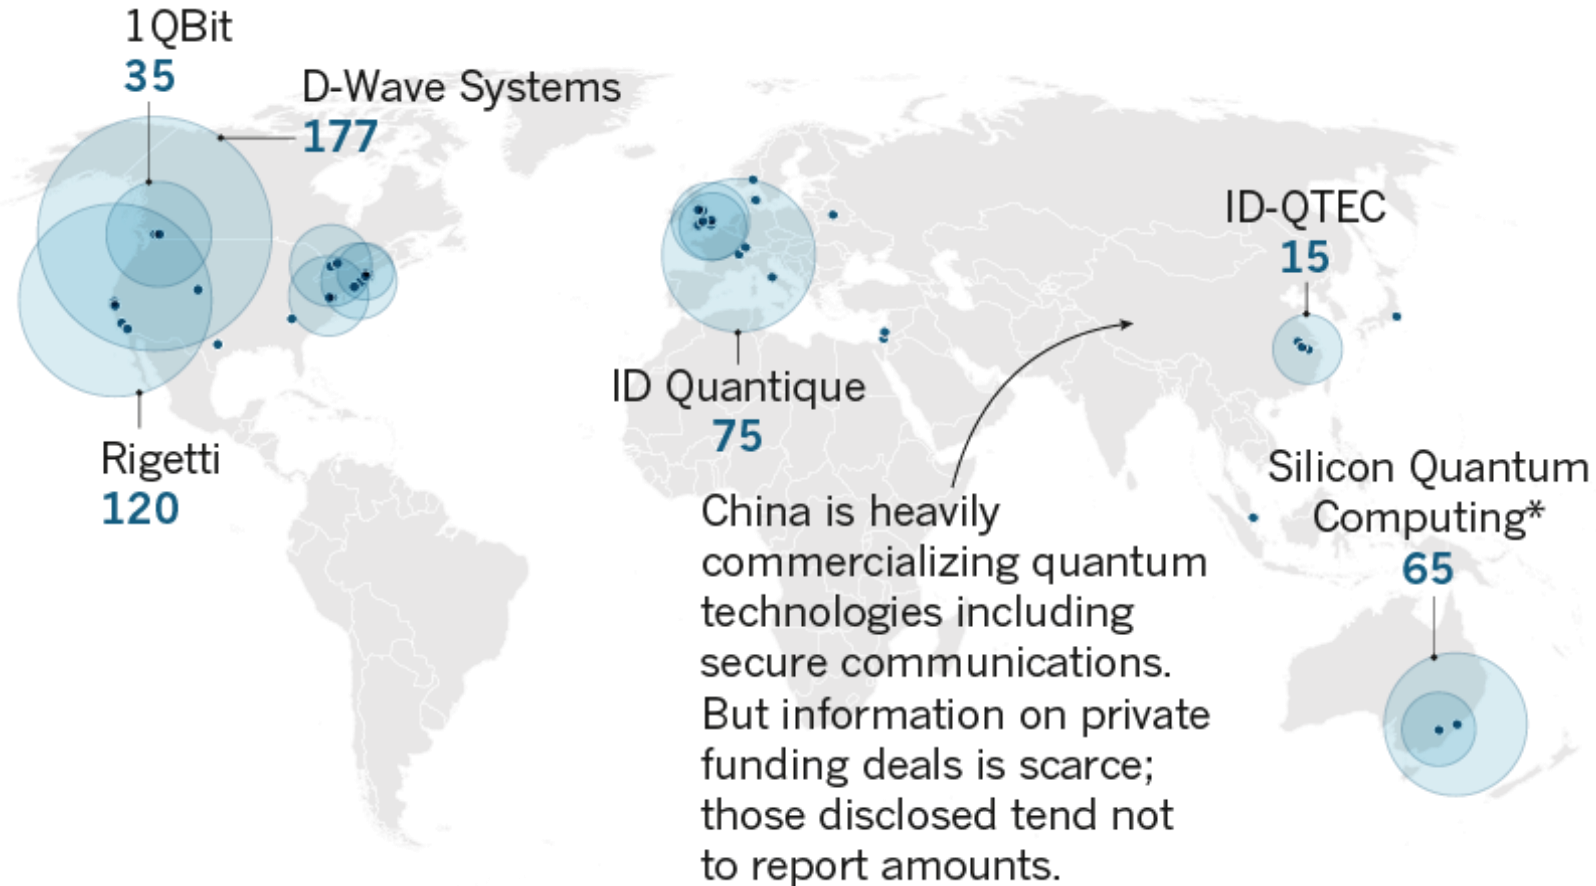 1QBit
35
D-Wave Systems
177
Rigetti
120
ID Quantique
75
ID-QTEC
15
Silicon Quantum
Computing*
65
China is heavily
commercializing quantum
technologies including
secure communications.
But information on private
funding deals is scarce;
those disclosed tend not
to report amounts.